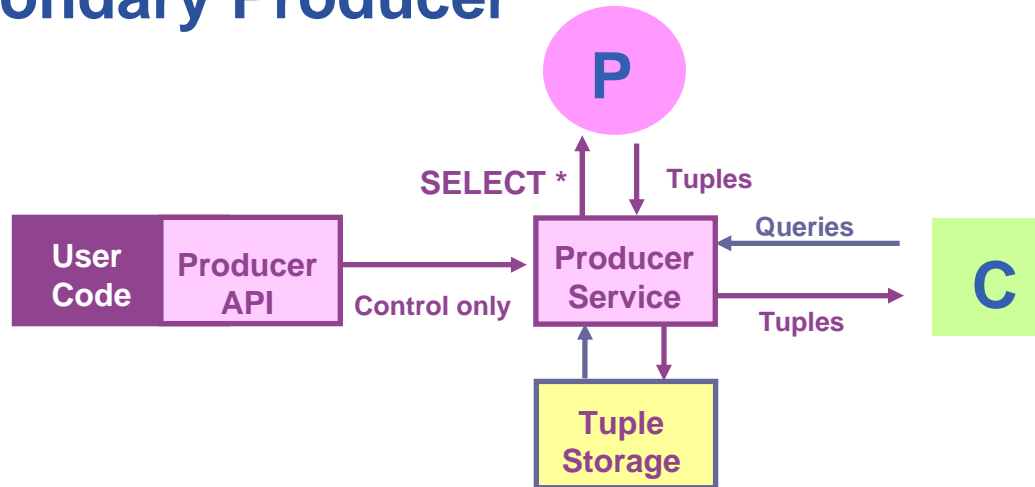 ondary Producer
P
SELECT *
Tuples
User
Code
Producer
API
Control only
Producer
Service
Queries
Tuples
C
Tuple
Storage